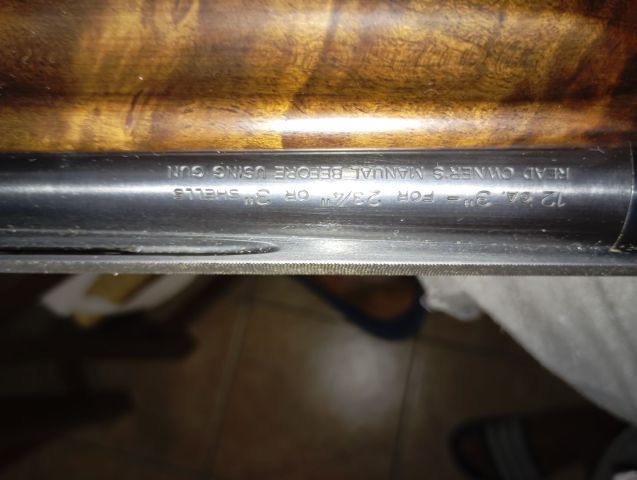 12 GA. 3" – FOR 2 3/4" OR 3" SHELLS
READ OWNER'S MANUAL BEFORE USING GUN